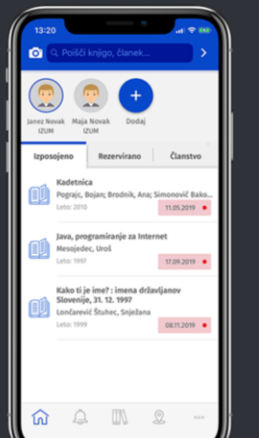 13:20
Poišči knjigo, članek...
Janez Novak
IZUM
Maja Novak
IZUM
Dodaj
Izposojeno
Rezervirano
Članstvo
Kadetnica
Pograjc, Bojan; Brodnik, Ana; Simonovič Bako...
Leto: 2010
11.05.2019
Java, programiranje za Internet
Mesojedec, Uroš
Leto: 1997
17.09.2019
Kako ti je ime? : imena državljanov
Slovenije, 31. 12. 1997
Lončarević Štuhec, Snježana
Leto: 1999
08.11.2019